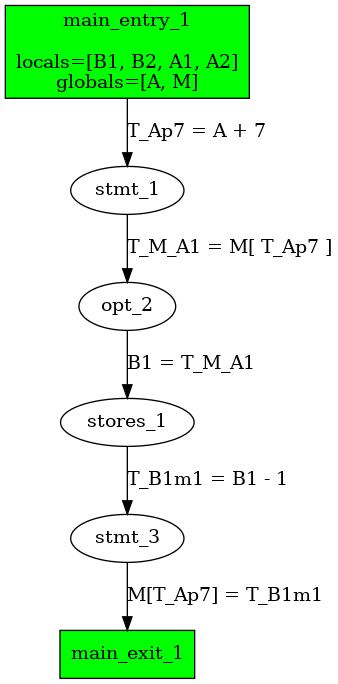 main_entry_1
locals=[B1, B2, A1, A2]
globals=[A, M]
T_Ap7 = A + 7
stmt_1
T_M_A1 = M[ T_Ap7 ]
opt_2
B1 = T_M_A1
stores_1
T_B1m1 = B1 - 1
stmt_3
M[T_Ap7] = T_B1m1
main_exit_1